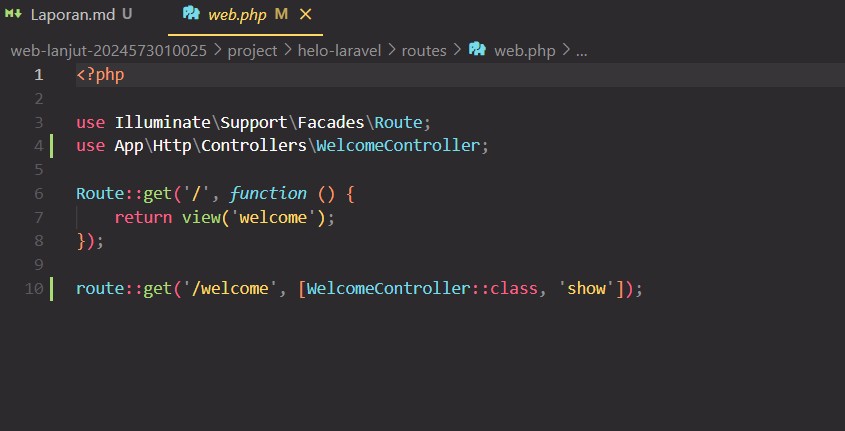 Laporan.md U web.php M
web-lanjut-2024573010025 > project > helo-laravel > routes > web.php > ...
1 <?php
2
3 use Illuminate\Support\Facades\Route;
4 use App\Http\Controllers\WelcomeController;
5
6 Route::get('/', function () {
7     return view('welcome');
8 });
9
10 route::get('/welcome', [WelcomeController::class, 'show']);